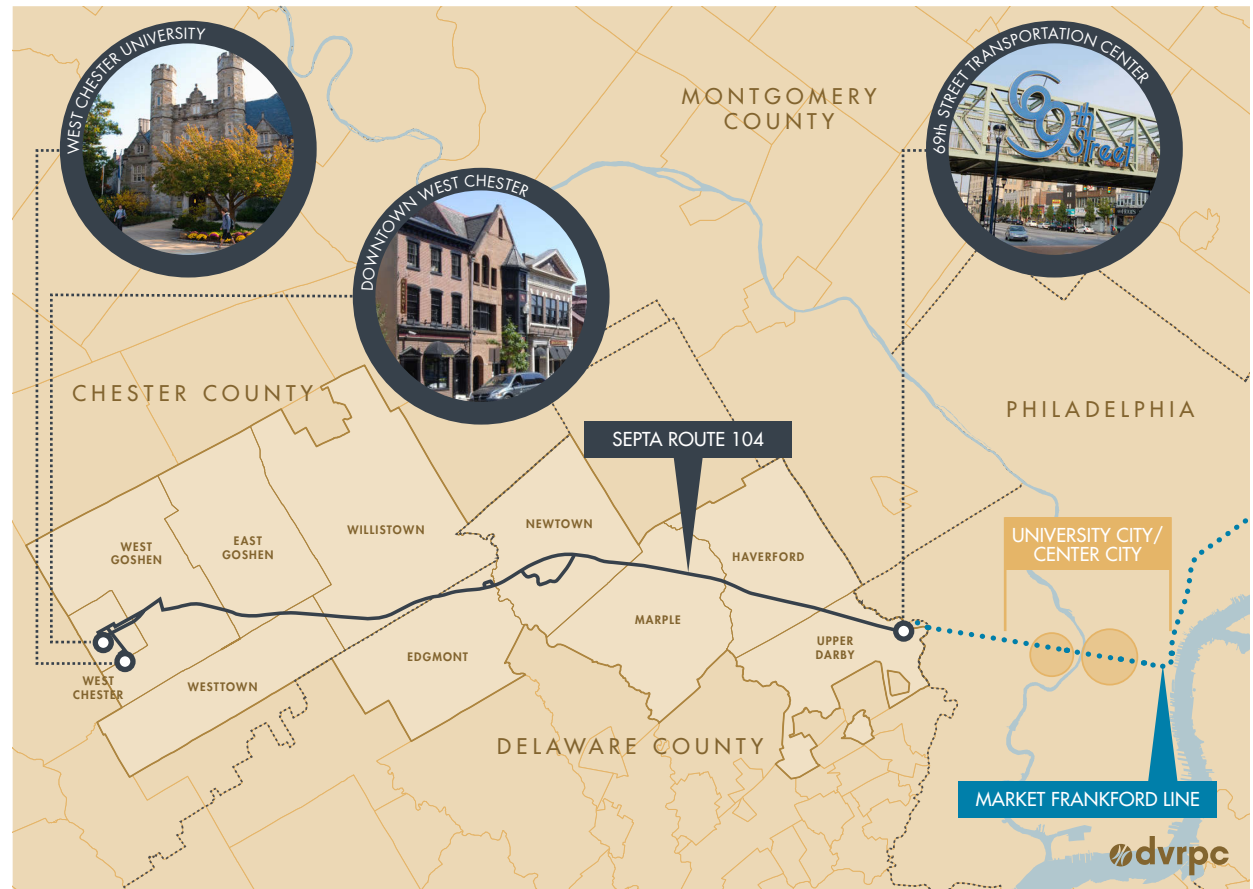 WEST CHESTER UNIVERSITY
69th STREET TRANSPORTATION CENTER
69th
Street
MONTGOMERY
COUNTY
DOWNTOWN WEST CHESTER
CHESTER COUNTY
PHILADELPHIA
SEPTA ROUTE 104
WILLISTOWN
NEWTOWN
UNIVERSITY CITY/
CENTER CITY
WEST
GOSHEN
EAST
GOSHEN
HAVERFORD
MARPLE
UPPER
DARBY
EDGMONT
WEST
CHESTER
WESTTOWN
DELAWARE COUNTY
MARKET FRANKFORD LINE
dvrpc